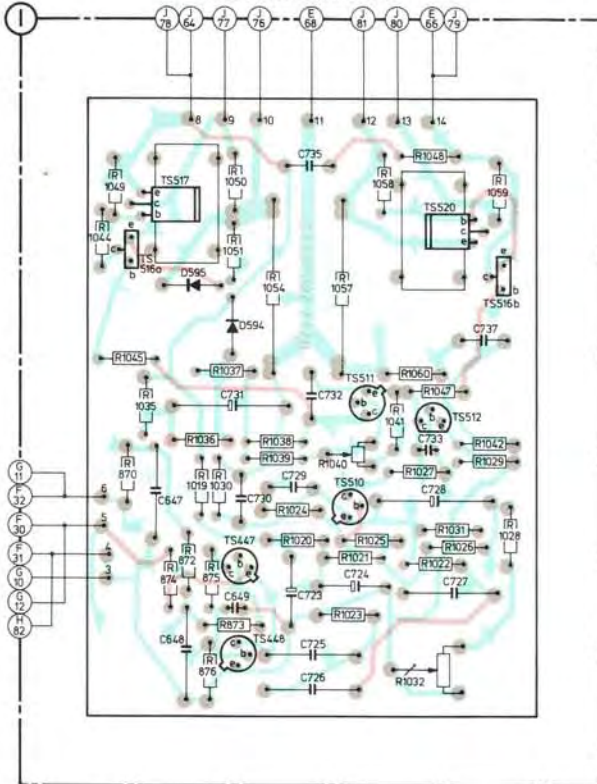 I
J 78
J 64
J 77
J 76
E 68
J 81
J 80
E 66
J 79
8
9
10
11
12
13
14
C735
R1048
R 1049
TS517
e
c
b
R 1050
R 1058
TS520
b
c
e
R 1059
R 1044
e
c
b
TS 516a
R 1051
D595
R 1054
R 1057
e
c
b
TS516b
D594
C737
R1045
R1037
TS511
R1060
R 1035
C731
C732
e
b
c
R1047
R 1041
b
c
e
TS512
R1036
R1038
C733
R1042
R1039
R1040
R1029
R 870
R 1019
R 1030
C729
R1027
G 11
F 32
6
C647
C730
TS510
C728
R1024
c
b
e
F 30
5
R1031
F 31
4
R 872
TS447
R1020
R1025
R1026
R 1028
G 10
3
R 874
R 875
b
c
e
R1021
R1022
G 12
C724
H 82
C649
C723
C727
R873
R1023
C648
TS448
R 876
c
b
e
C725
C726
R1032